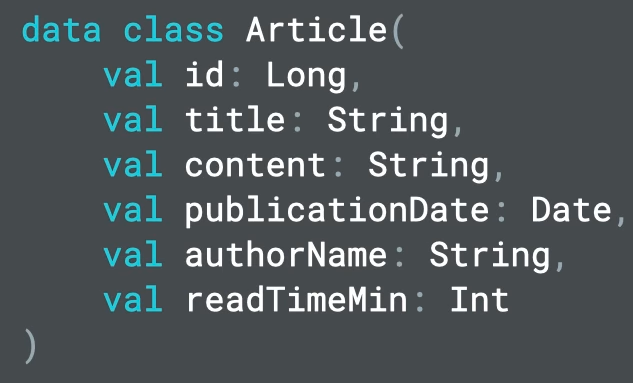 data class Article(
    val id: Long,
    val title: String,
    val content: String,
    val publicationDate: Date,
    val authorName: String,
    val readTimeMin: Int
)